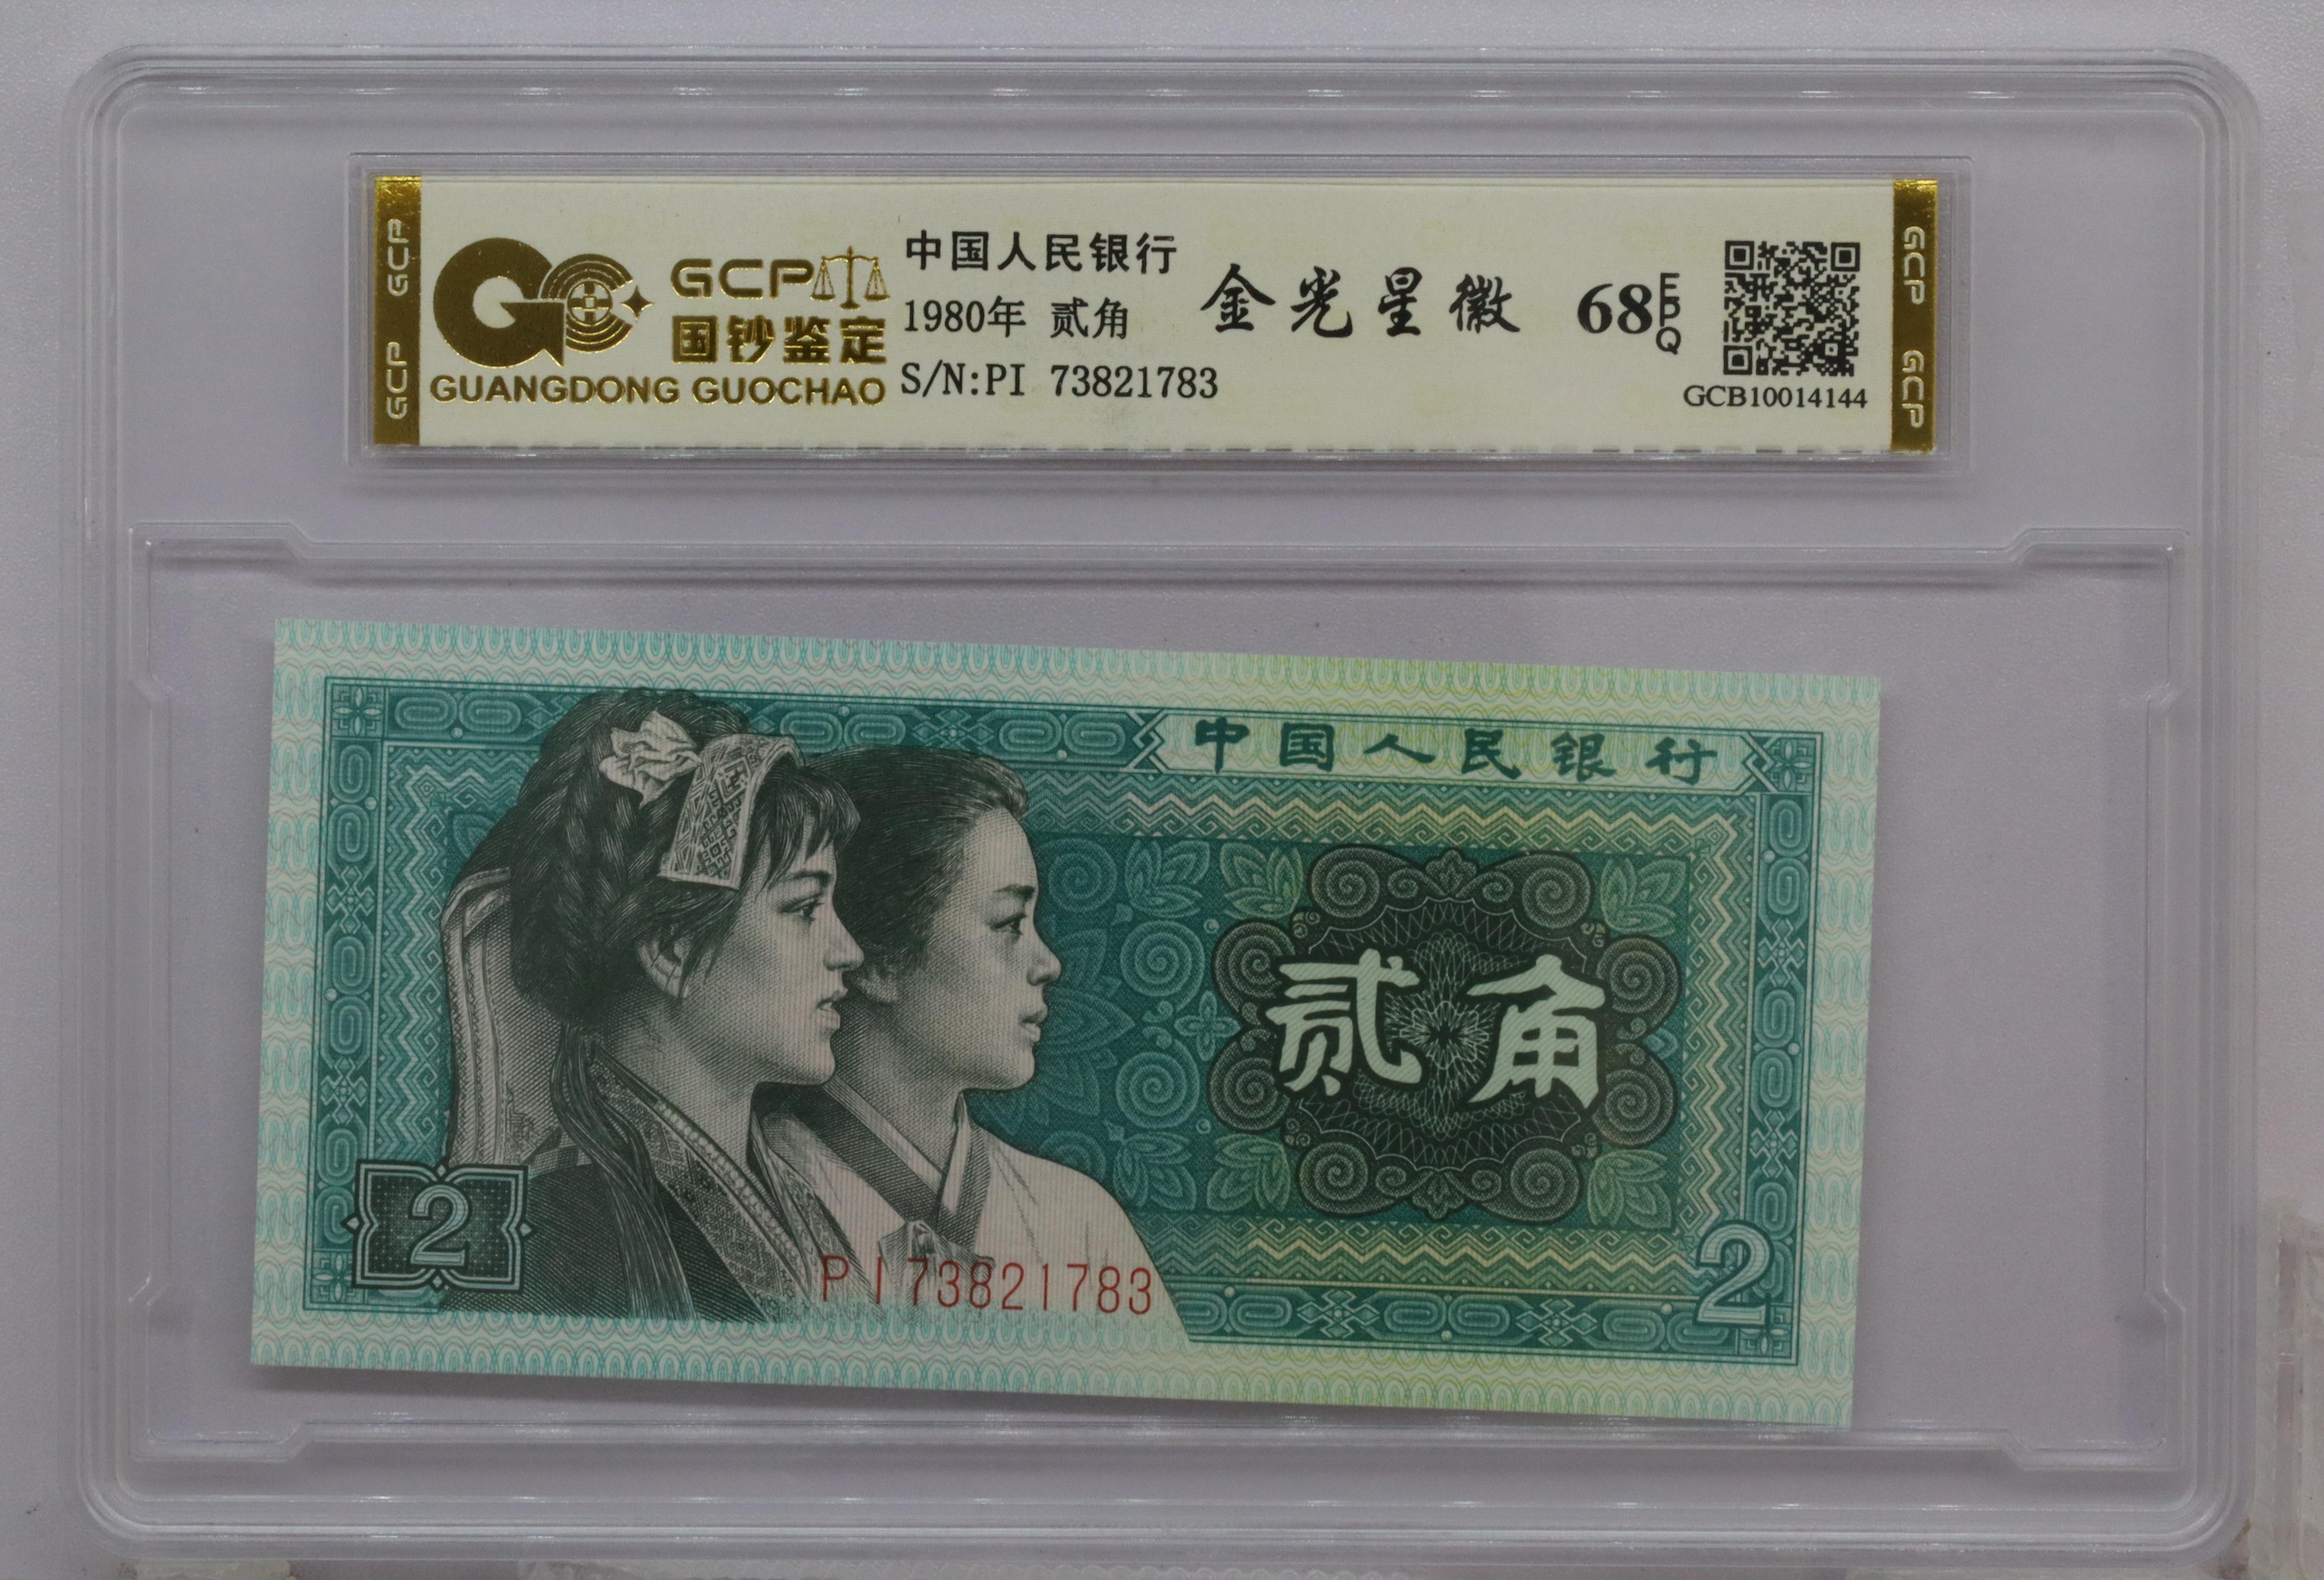 GCP
GCP
GCP
国钞鉴定
GUANGDONG GUOCHAO
中国人民银行
1980年 贰角
S/N:PI 73821783
金光星徽
68 EPQ
GCB10014144
GCP
GCP
中国人民银行
贰角
2
PI73821783
2